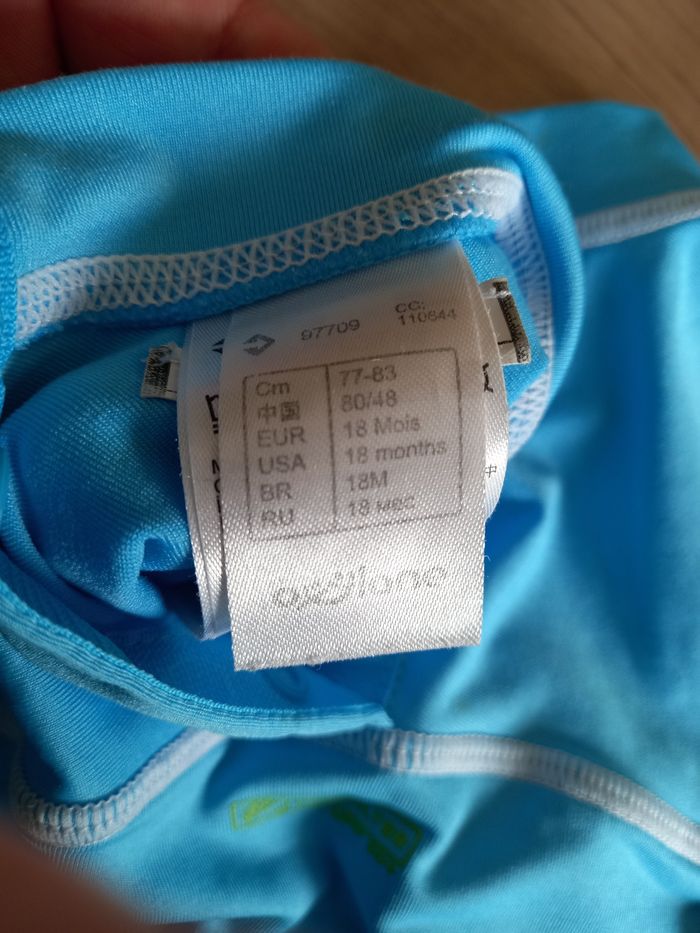 97709
CC:
110644
Cm 77-83
中国 80/48
EUR 18 Mois
USA 18 months
BR 18M
RU 18 мес